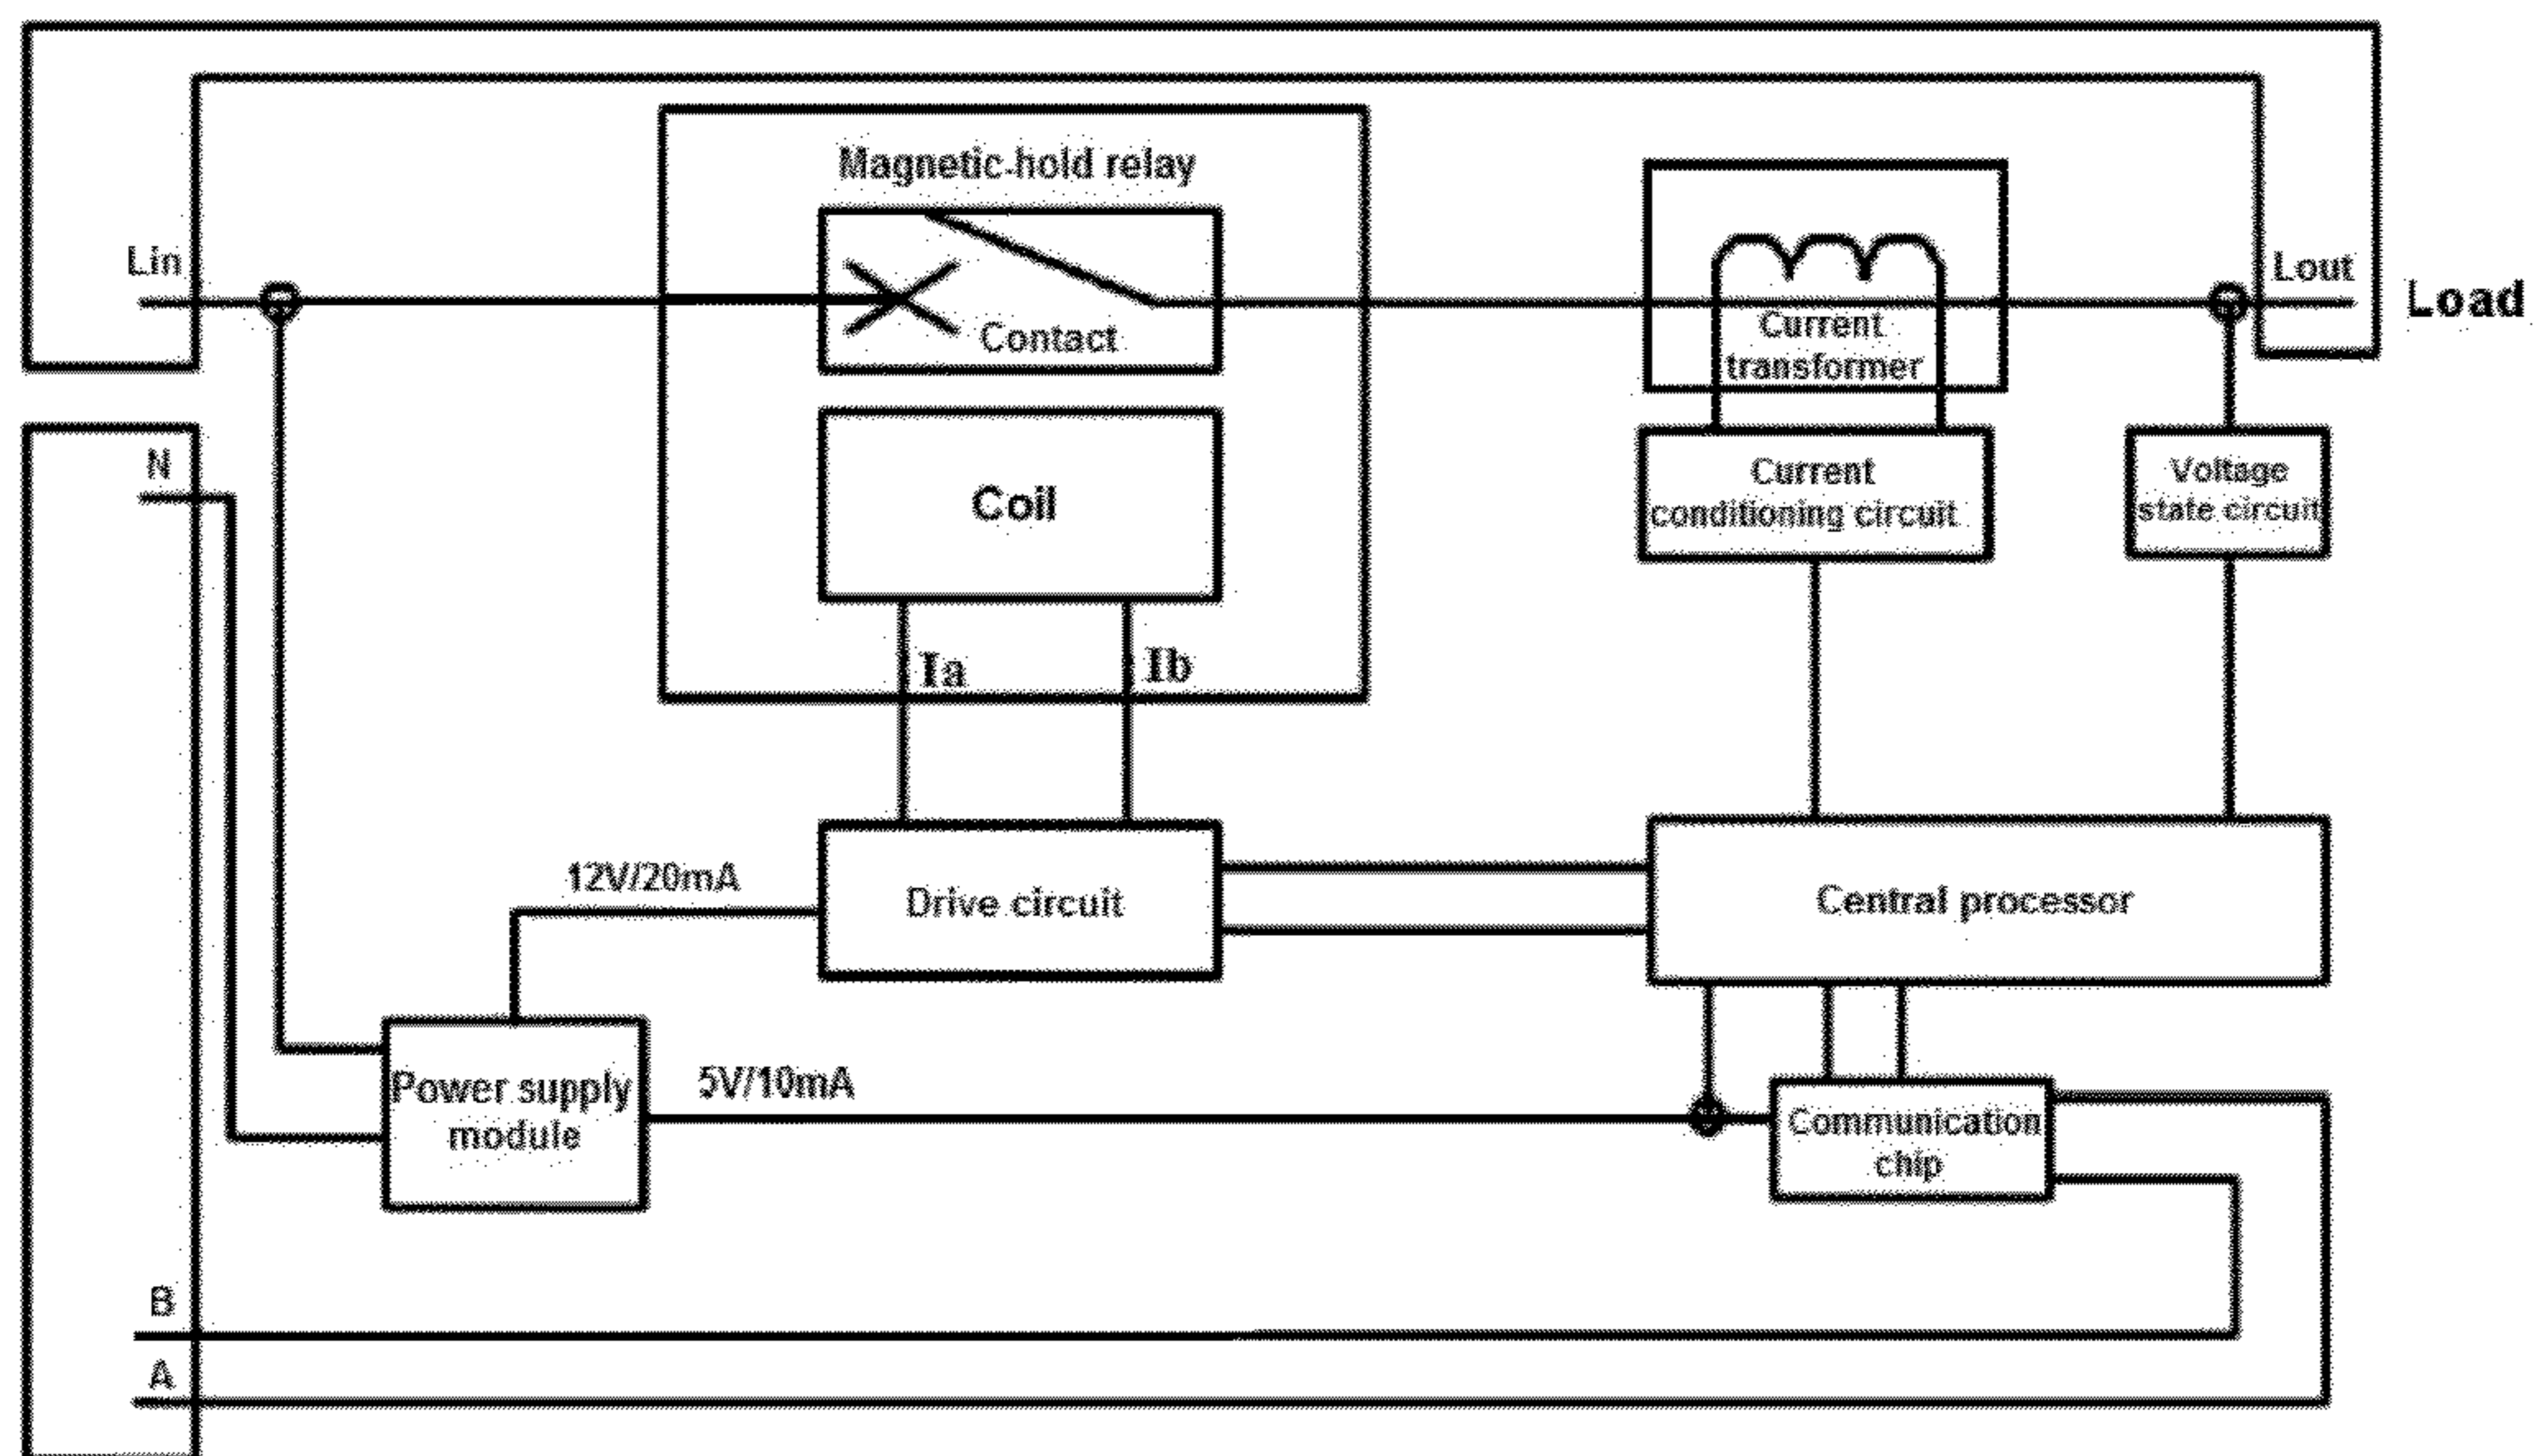 Magnetic-hold relay
Lin
Lout
Load
Contact
Current
transformer
N
Coil
Current
conditioning circuit
Voltage
state circuit
Ia
Ib
12V/20mA
Drive circuit
Central processor
Power supply
module
5V/10mA
Communication
chip
B
A